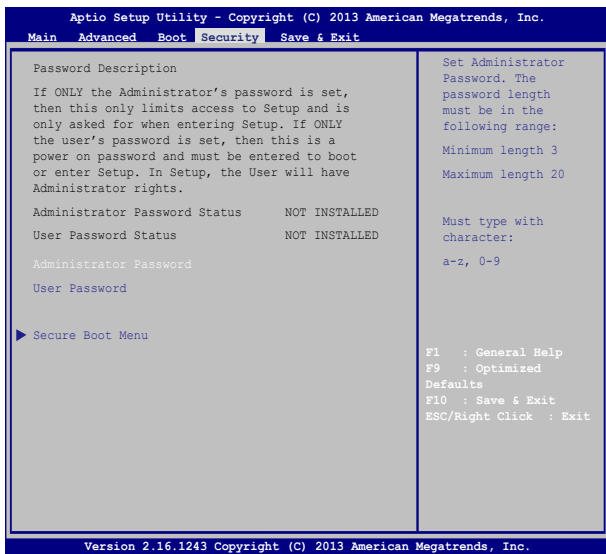 Aptio Setup Utility - Copyright (C) 2013 American Megatrends, Inc.
Main Advanced Boot Security Save & Exit
Password Description
If ONLY the Administrator's password is set,
then this only limits access to Setup and is
only asked for when entering Setup. If ONLY
the user's password is set, then this is a
power on password and must be entered to boot
or enter Setup. In Setup, the User will have
Administrator rights.
Administrator Password Status NOT INSTALLED
User Password Status NOT INSTALLED
Administrator Password
User Password
Secure Boot Menu
Set Administrator
Password. The
password length
must be in the
following range:
Minimum length 3
Maximum length 20
Must type with
character:
a-z, 0-9
F1 : General Help
F9 : Optimized
Defaults
F10 : Save & Exit
ESC/Right Click : Exit
Version 2.16.1243 Copyright (C) 2013 American Megatrends, Inc.